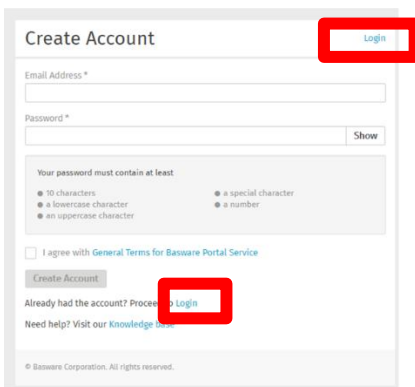 Create Account
Login
Email Address *
Password *
Show
Your password must contain at least
10 characters
a special character
a lowercase character
a number
an uppercase character
I agree with General Terms for Basware Portal Service
Create Account
Already had the account? Proceed to Login
Need help? Visit our Knowledge base
© Basware Corporation. All rights reserved.